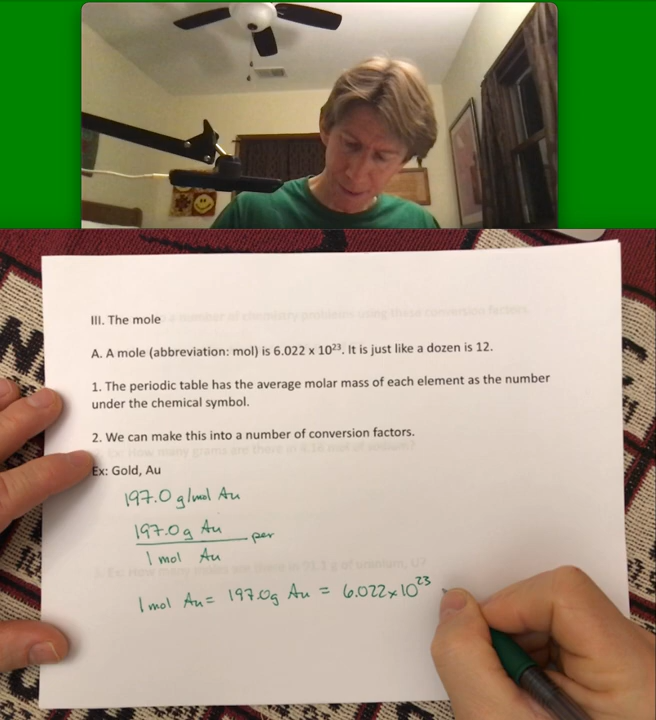 III. The mole
A. A mole (abbreviation: mol) is 6.022 x 10²³. It is just like a dozen is 12.
1. The periodic table has the average molar mass of each element as the number
under the chemical symbol.
2. We can make this into a number of conversion factors.
Ex: Gold, Au
197.0 g/mol Au
197.0g Au
per
1 mol Au
1 mol Au = 197.0g Au = 6.022×10²³